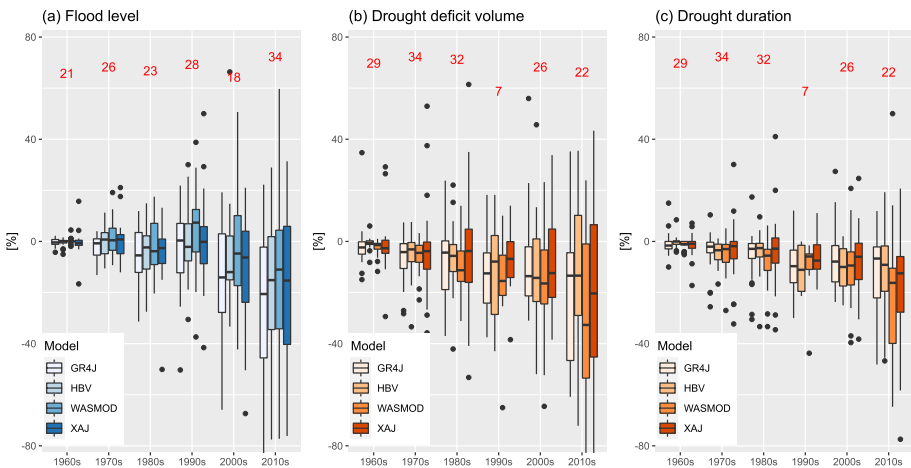 (a) Flood level
(b) Drought deficit volume
(c) Drought duration
80
80
80
21
26
23
28
18
34
29
34
32
7
26
22
29
34
32
7
26
22
40
40
40
[%]
0
[%]
0
[%]
0
-40
-40
-40
Model
GR4J
HBV
WASMOD
XAJ
Model
GR4J
HBV
WASMOD
XAJ
Model
GR4J
HBV
WASMOD
XAJ
-80
-80
-80
1960s 1970s 1980s 1990s 2000s 2010s
1960s 1970s 1980s 1990s 2000s 2010s
1960s 1970s 1980s 1990s 2000s 2010s